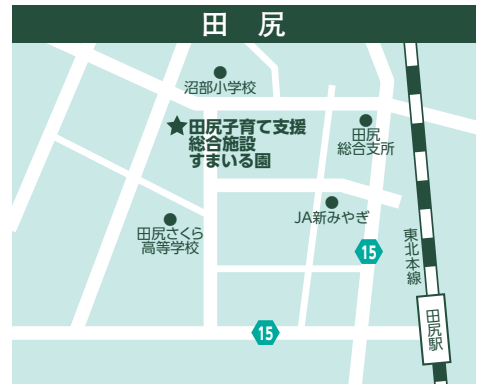 田尻
沼部小学校
★田尻子育て支援
総合施設
すまいる園
田尻
総合支所
JA新みやぎ
田尻さくら
高等学校
東北本線
15
田尻駅
15